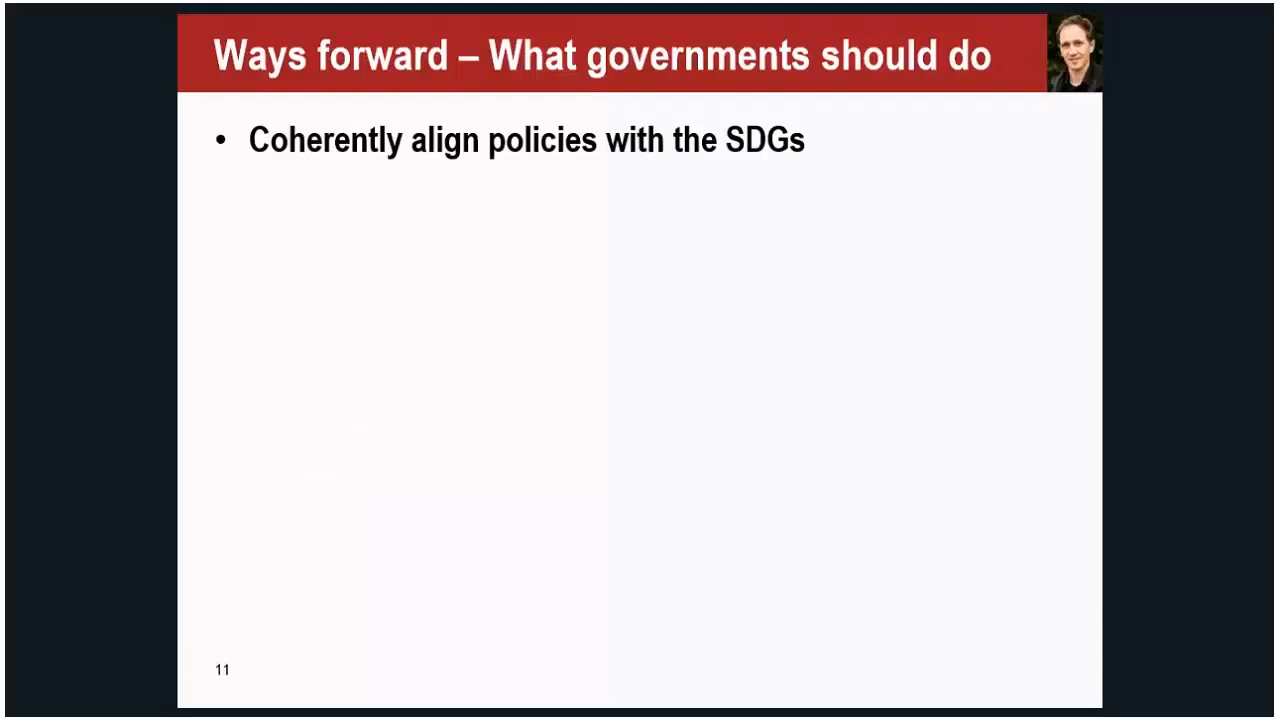 Ways forward – What governments should do
• Coherently align policies with the SDGs
11